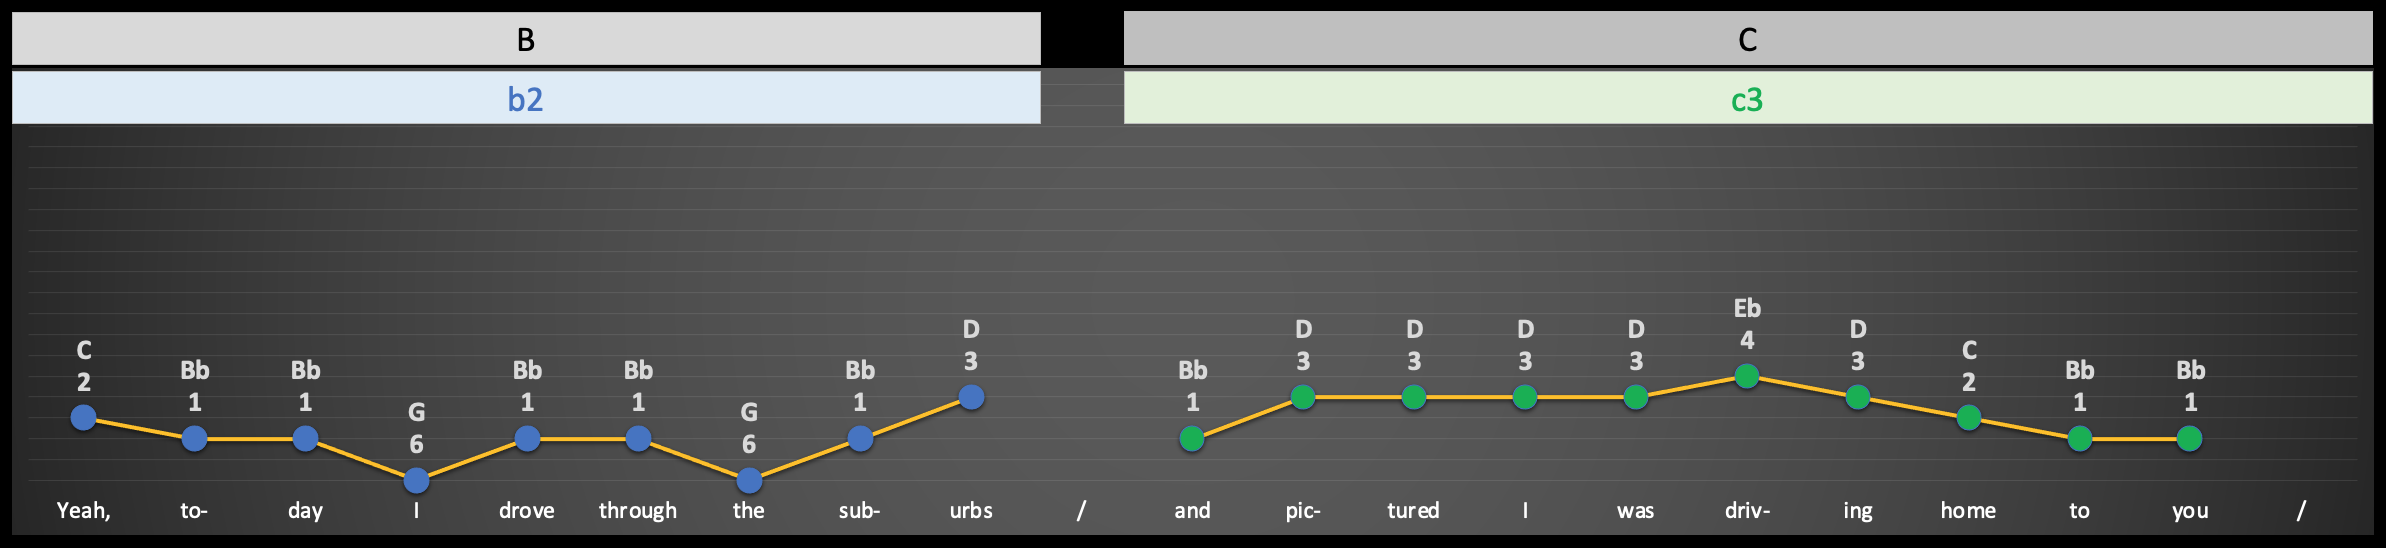 B C
b2 c3
C Bb Bb G Bb Bb G Bb D Bb D D D D Eb D C Bb Bb
2 1 1 6 1 1 6 1 3 1 3 3 3 3 4 3 2 1 1
Yeah, to- day I drove through the sub- urbs / and pic- tured I was driv- ing home to you /